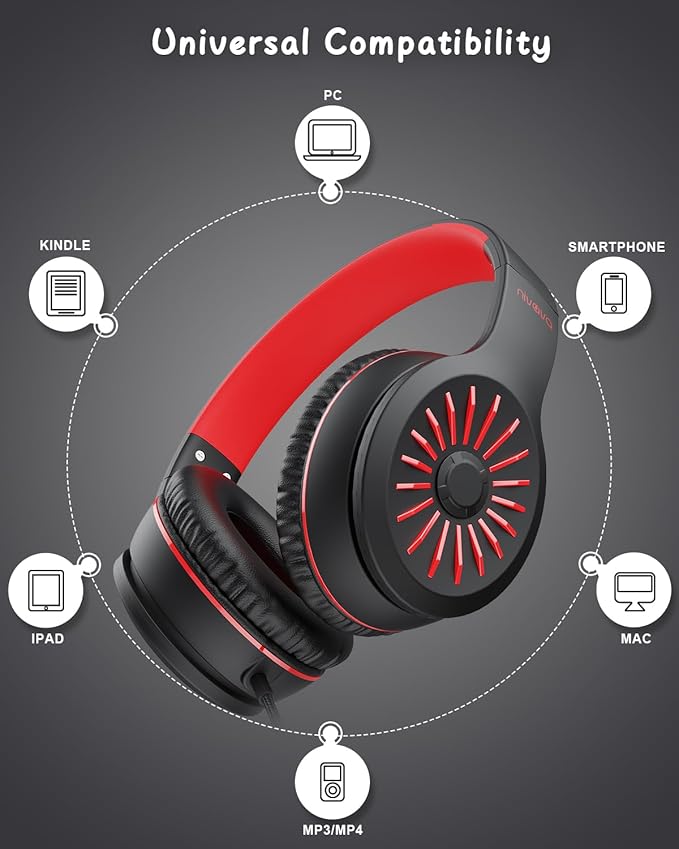 Universal Compatibility
PC
KINDLE
SMARTPHONE
IPAD
MAC
MP3/MP4